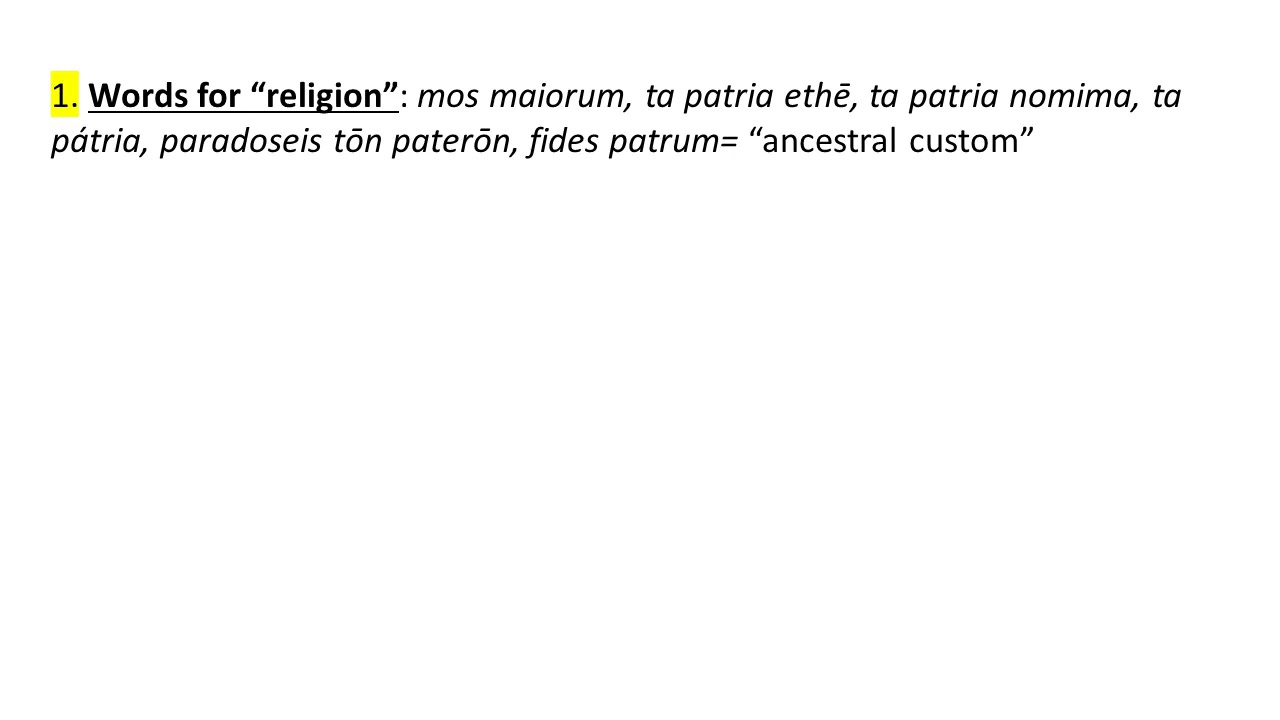 1. Words for “religion”: mos maiorum, ta patria ethē, ta patria nomima, ta
pátria, paradoseis tōn paterōn, fides patrum= “ancestral custom”